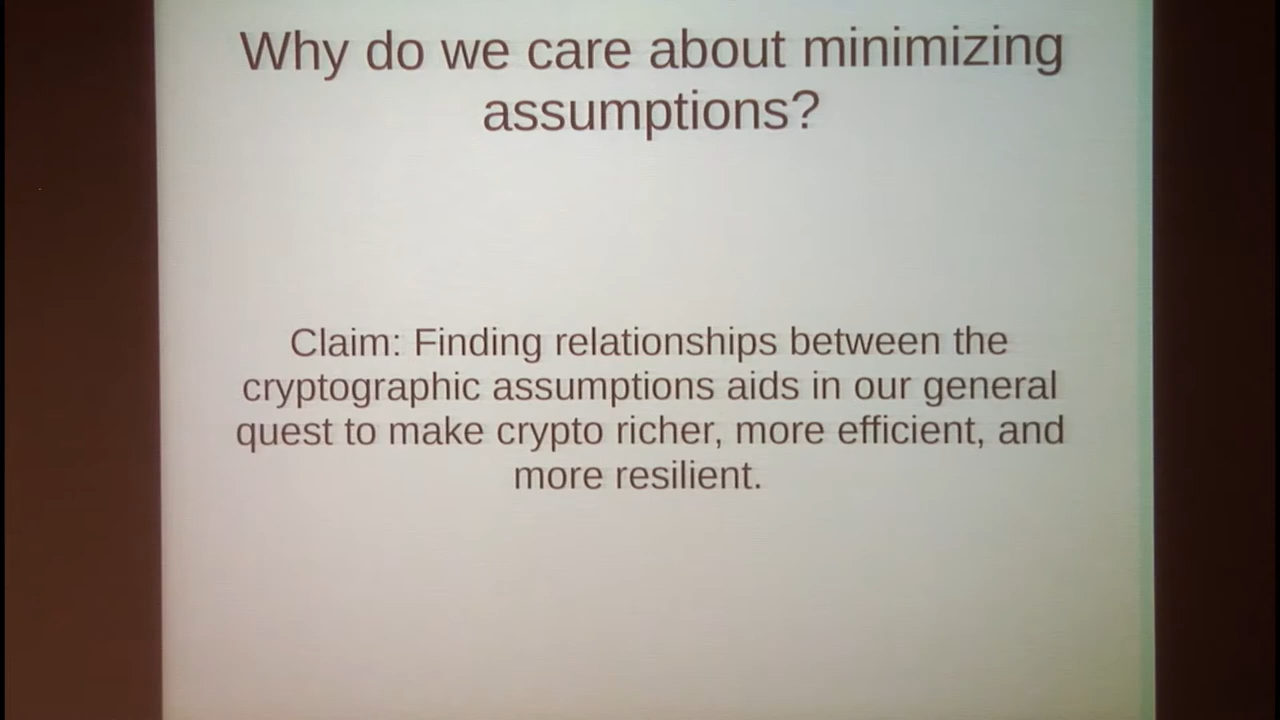 Why do we care about minimizing
assumptions?
Claim: Finding relationships between the
cryptographic assumptions aids in our general
quest to make crypto richer, more efficient, and
more resilient.